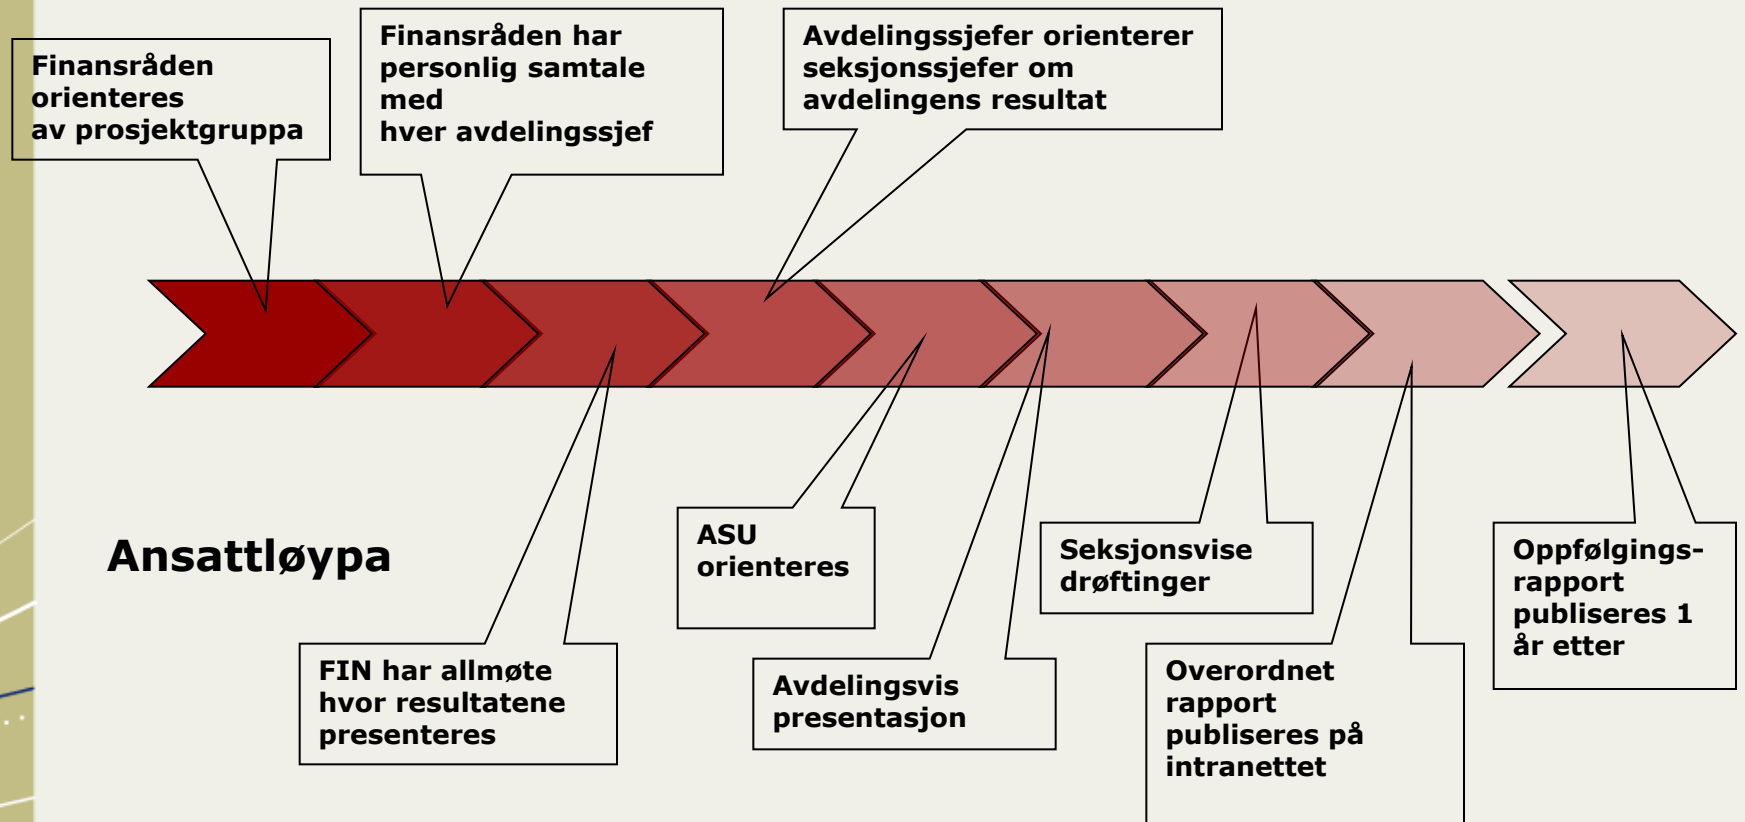 Finansråden
orienteres
av prosjektgruppa
Finansråden har
personlig samtale
med
hver avdelingssjef
Avdelingssjefer orienterer
seksjonssjefer om
avdelingens resultat
Ansattløypa
FIN har allmøte
hvor resultatene
presenteres
ASU
orienteres
Avdelingsvis
presentasjon
Seksjonsvise
drøftinger
Overordnet
rapport
publiseres på
intranettet
Oppfølgings-
rapport
publiseres 1
år etter